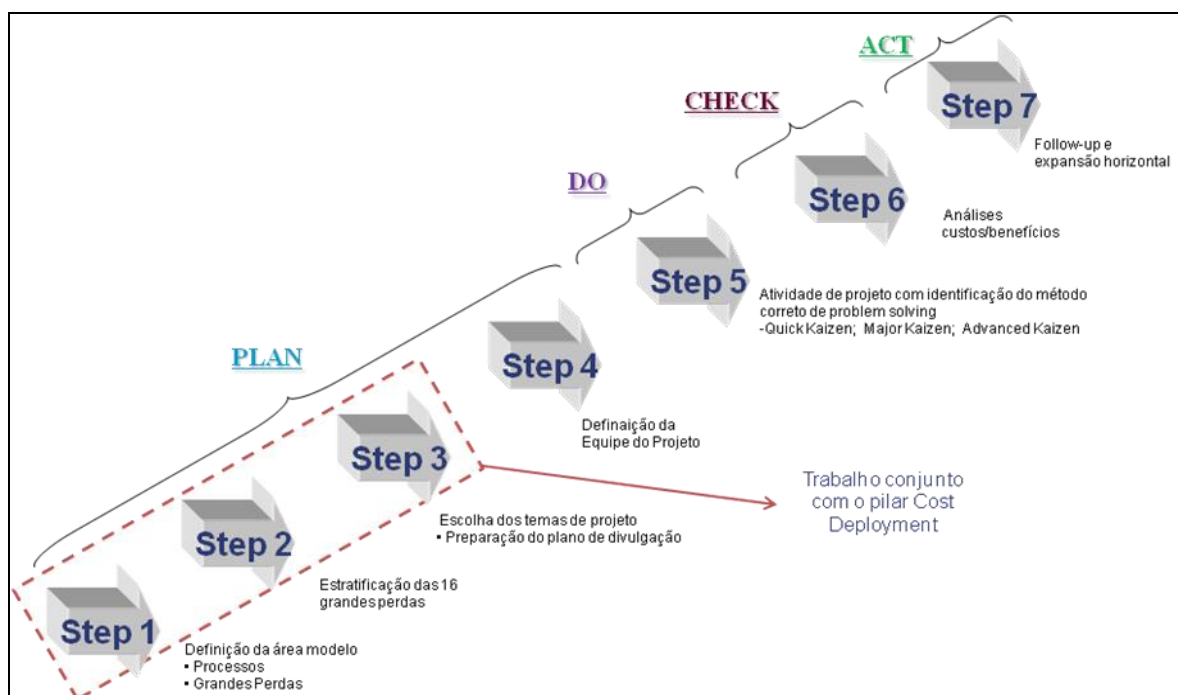 ACT
Step 7
Follow-up e
expansão horizontal
CHECK
Step 6
Análises
custos/benefícios
DO
Step 5
Atividade de projeto com identificação do método
correto de problem solving
-Quick Kaizen; Major Kaizen; Advanced Kaizen
PLAN
Step 4
Definaição da
Equipe do Projeto
Step 3
Escolha dos temas de projeto
▪ Preparação do plano de divulgação
Trabalho conjunto
com o pilar Cost
Deployment
Step 2
Estratificação das 16
grandes perdas
Step 1
Definição da área modelo
▪ Processos
▪ Grandes Perdas